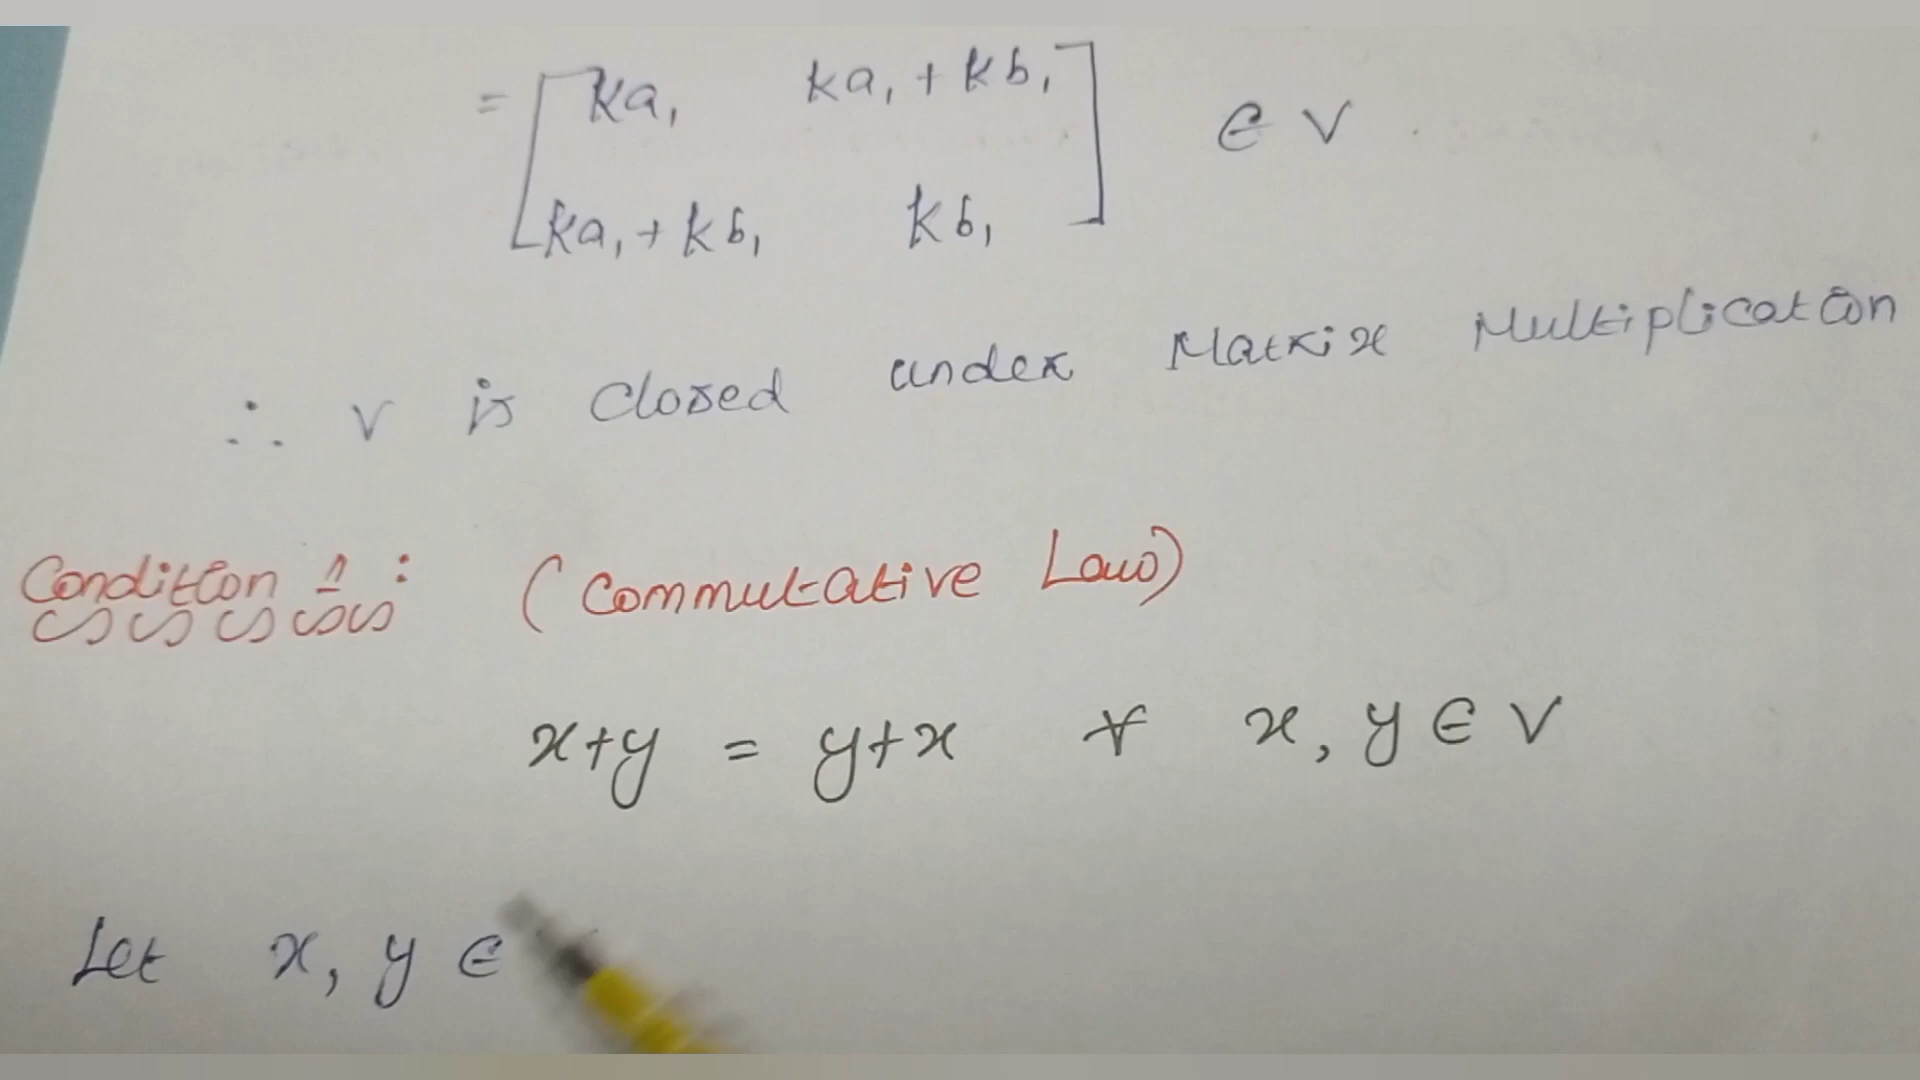 = [ ka₁ ka₁ + kb₁ ] ∈ V
ka₁ + kb₁ kb₁
∴ V is Closed under Matrix Multiplication
Condition 1 : (Commutative Law)
x+y = y+x ∀ x, y ∈ V
Let x, y ∈